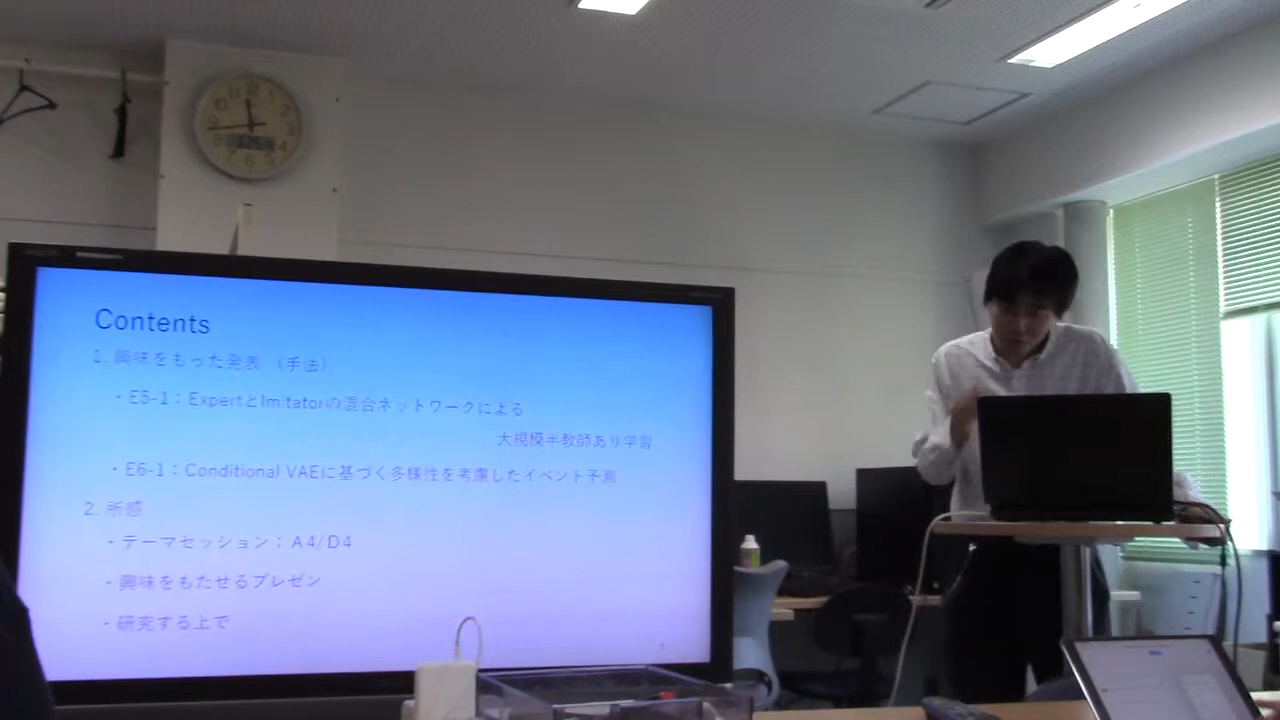 Contents
1. 興味をもった発表 (手法)
・E5-1：ExpertとImitatorの混合ネットワークによる
大規模半教師あり学習
・E6-1：Conditional VAEに基づく多様性を考慮したイベント予測
2. 所感
・テーマセッション；A4/D4
・興味をもたせるプレゼン
・研究する上で